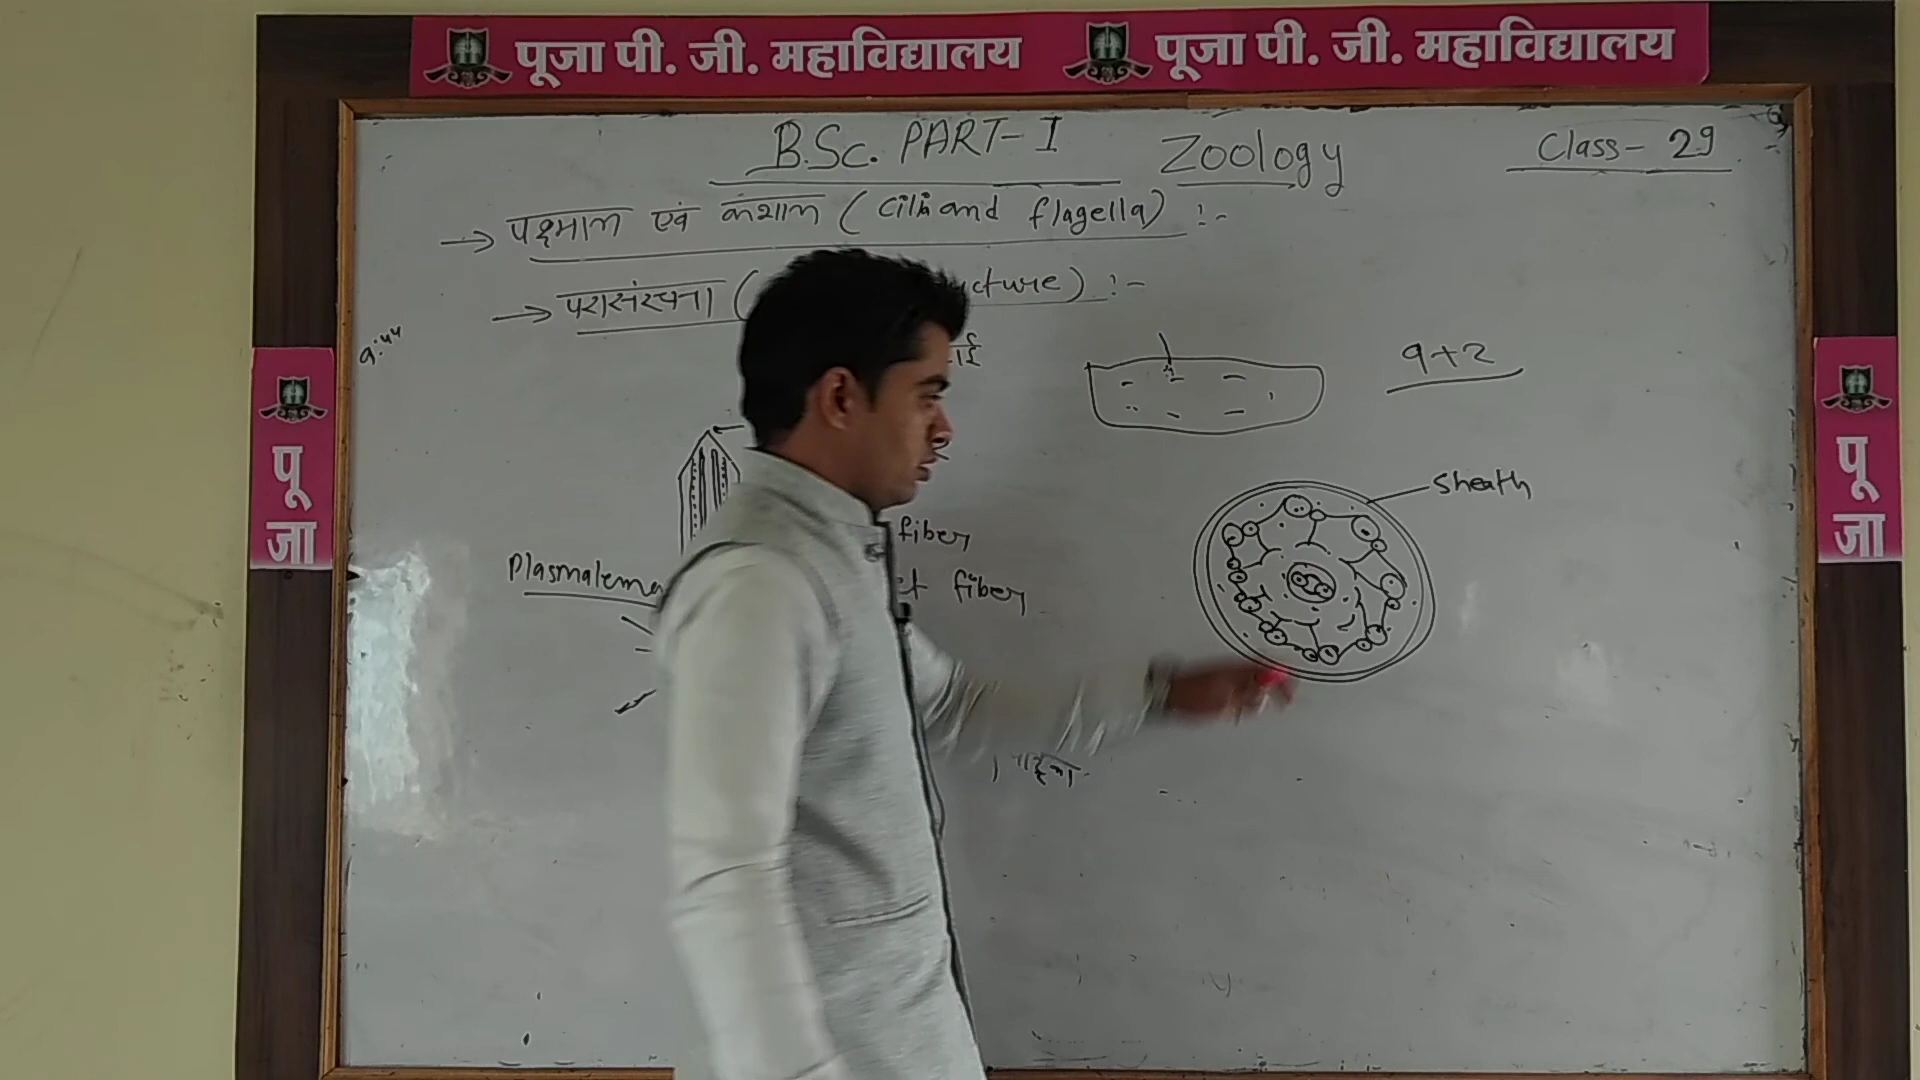 पूजा पी. जी. महाविद्यालय पूजा पी. जी. महाविद्यालय
B.Sc. PART-I Zoology Class- 29
→ पक्ष्माभ एवं कशाभ (Cilia and flagella) :-
→ परासंरचना ( cture) :-
9+2
Sheath
fiber
Plasmalema
ct fiber
पूजा
पूजा